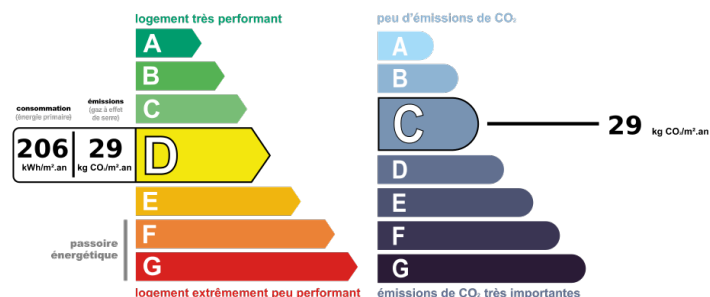 logement très performant
A
B
C
consommation
(énergie primaire)
émissions
(gaz à effet
de serre)
206
kWh/m².an
29
kg CO₂/m².an
D
E
F
G
passoire
énergétique
logement extrêmement peu performant
peu d'émissions de CO₂
A
B
C
29
kg CO₂/m².an
D
E
F
G
émissions de CO₂ très importantes